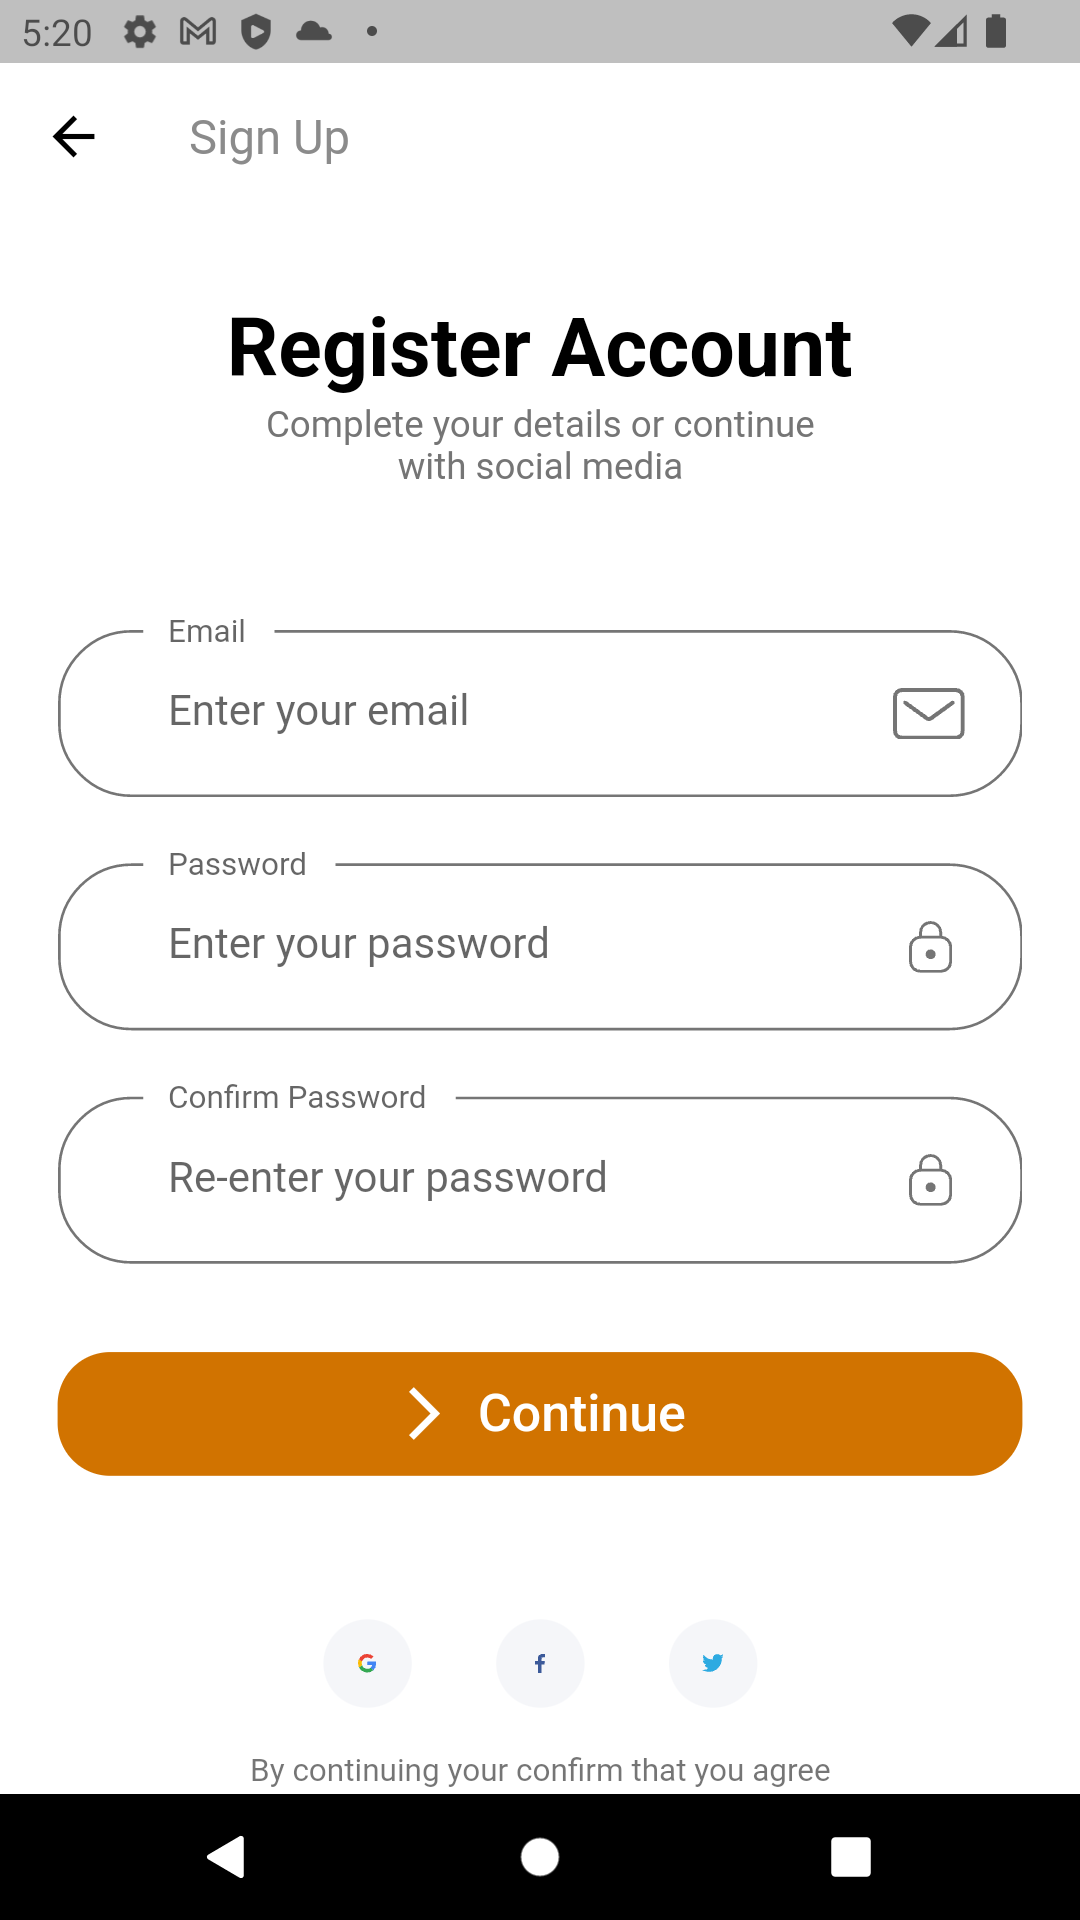 5:20
Sign Up
Register Account
Complete your details or continue
with social media
Email
Enter your email
Password
Enter your password
Confirm Password
Re-enter your password
Continue
By continuing your confirm that you agree